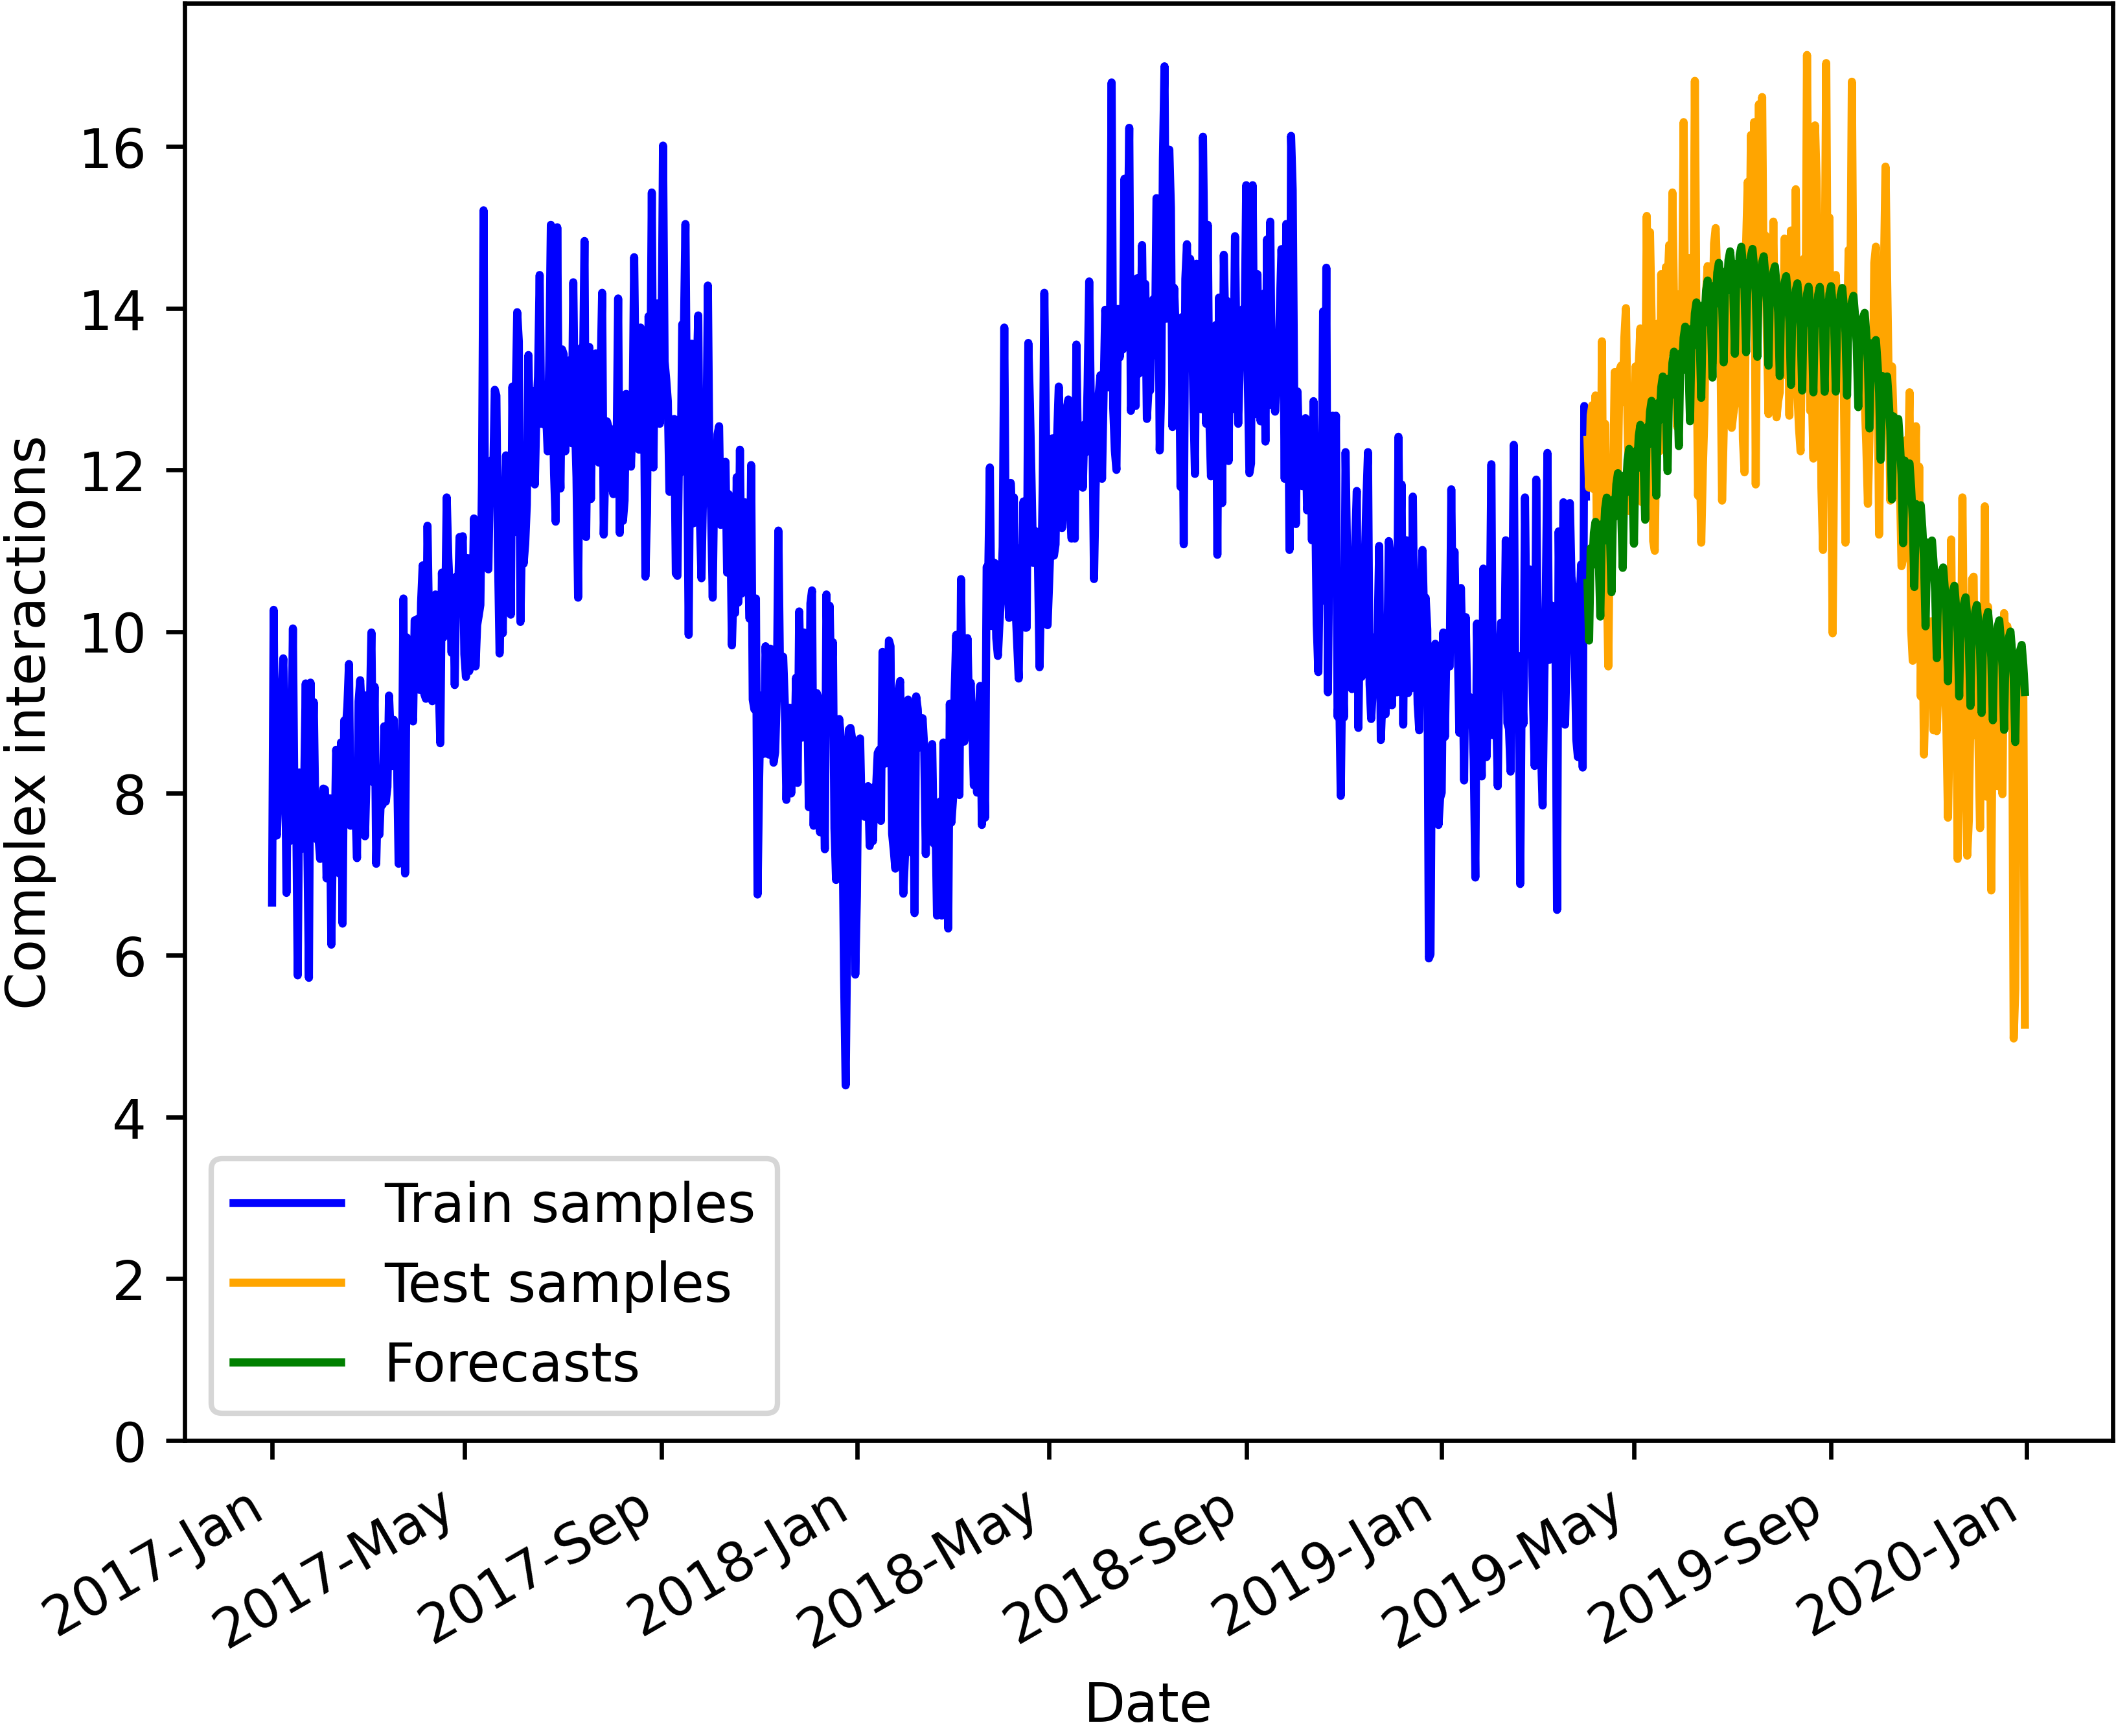 Complex interactions
16
14
12
10
8
6
4
2
0
Train samples
Test samples
Forecasts
2017-Jan
2017-May
2017-Sep
2018-Jan
2018-May
2018-Sep
2019-Jan
2019-May
2019-Sep
2020-Jan
Date